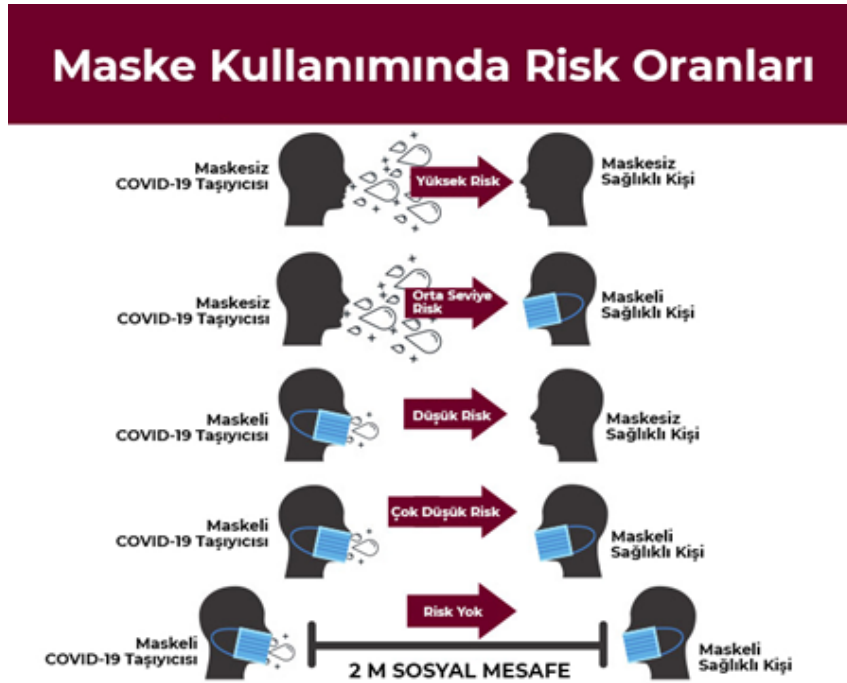 Maske Kullanımında Risk Oranları
Maskesiz
COVID-19 Taşıyıcısı
Yüksek Risk
Maskesiz
Sağlıklı Kişi
Maskesiz
COVID-19 Taşıyıcısı
Orta Seviye
Risk
Maskeli
Sağlıklı Kişi
Maskeli
COVID-19 Taşıyıcısı
Düşük Risk
Maskesiz
Sağlıklı Kişi
Maskeli
COVID-19 Taşıyıcısı
Çok Düşük Risk
Maskeli
Sağlıklı Kişi
Maskeli
COVID-19 Taşıyıcısı
Risk Yok
2 M SOSYAL MESAFE
Maskeli
Sağlıklı Kişi